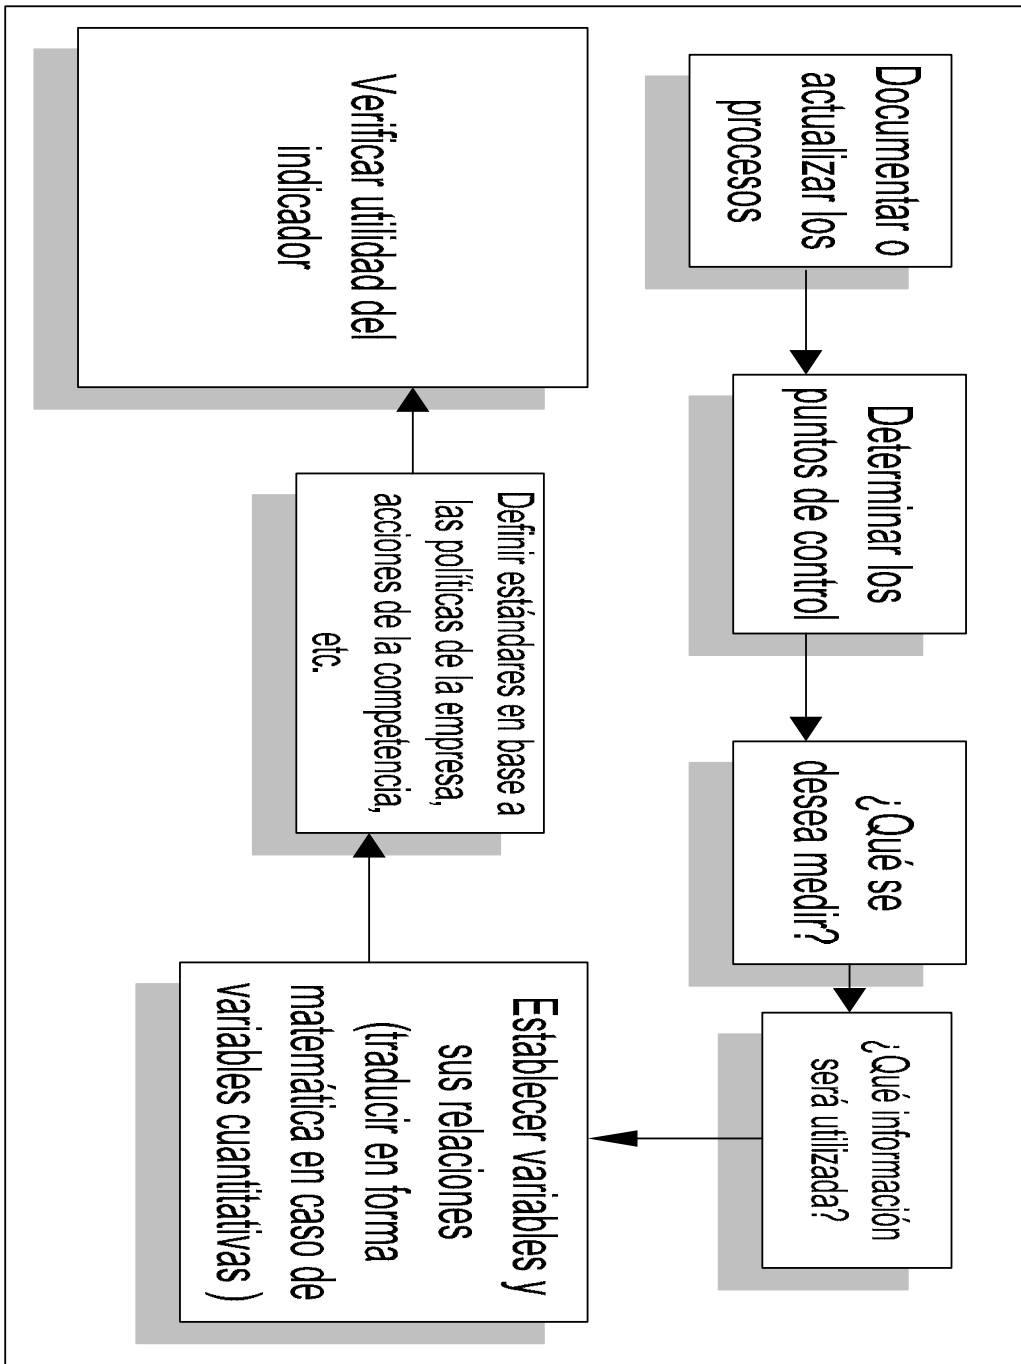 Documentar o
actualizar los
procesos
Determinar los
puntos de control
¿Qué se
desea medir?
¿Qué información
será utilizada?
Establecer variables y
sus relaciones
(traducir en forma
matemática en caso de
variables cuantitativas )
Definir estándares en base a
las políticas de la empresa,
acciones de la competencia,
etc.
Verificar utilidad del
indicador